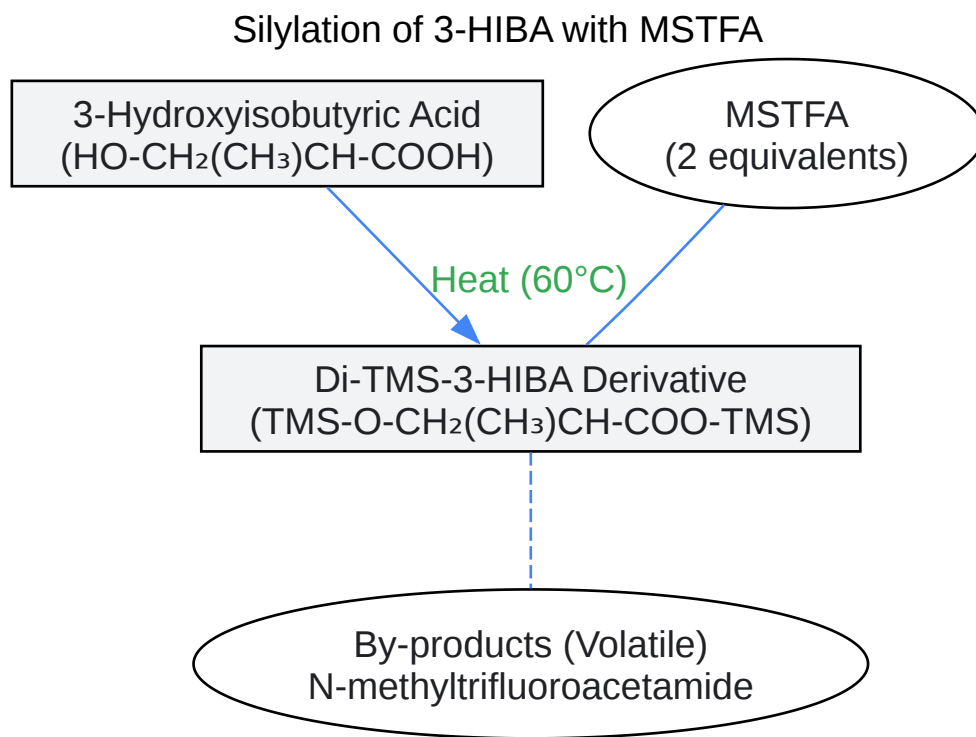 Silylation of 3-HIBA with MSTFA
3-Hydroxyisobutyric Acid
(HO-CH₂(CH₃)CH-COOH)
MSTFA
(2 equivalents)
Heat (60°C)
Di-TMS-3-HIBA Derivative
(TMS-O-CH₂(CH₃)CH-COO-TMS)
By-products (Volatile)
N-methyltrifluoroacetamide